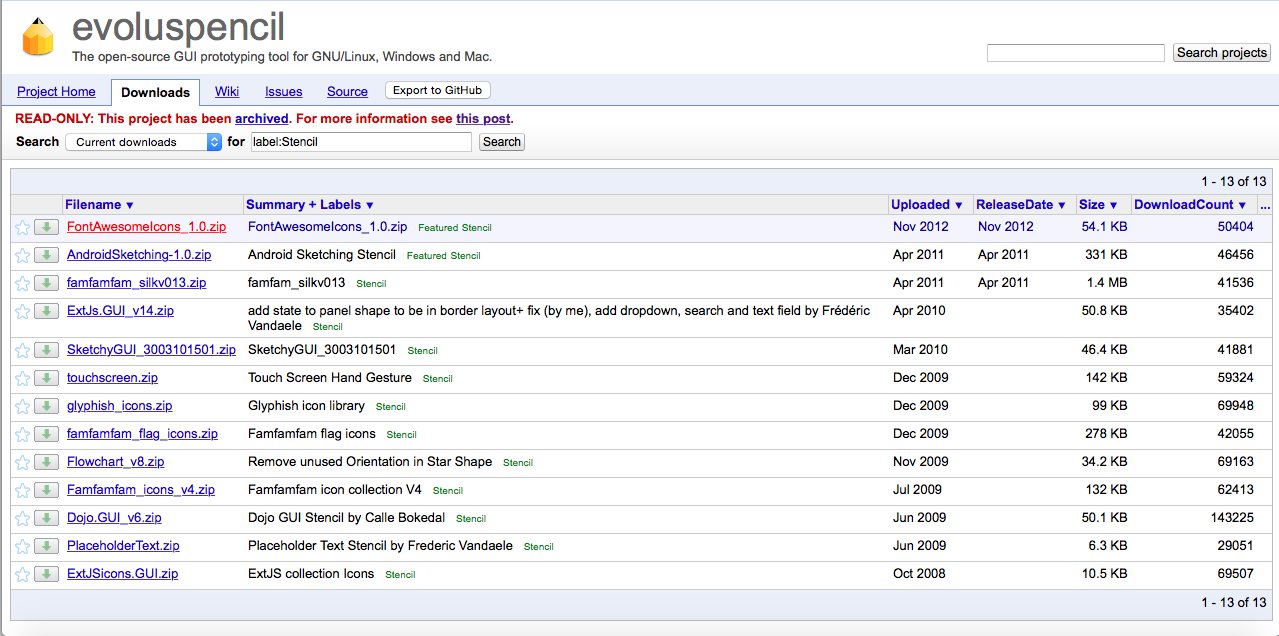 evoluspencil
The open-source GUI prototyping tool for GNU/Linux, Windows and Mac.
Search projects
Project Home Downloads Wiki Issues Source Export to GitHub
READ-ONLY: This project has been archived. For more information see this post.
Search Current downloads for label:Stencil Search
1 - 13 of 13
Filename ▼ Summary + Labels ▼ Uploaded ▼ ReleaseDate ▼ Size ▼ DownloadCount ▼ ...
FontAwesomeIcons_1.0.zip FontAwesomeIcons_1.0.zip Featured Stencil Nov 2012 Nov 2012 54.1 KB 50404
AndroidSketching-1.0.zip Android Sketching Stencil Featured Stencil Apr 2011 Apr 2011 331 KB 46456
famfamfam_silkv013.zip famfam_silkv013 Stencil Apr 2011 Apr 2011 1.4 MB 41536
ExtJs.GUI_v14.zip add state to panel shape to be in border layout+ fix (by me), add dropdown, search and text field by Frédéric Apr 2010 50.8 KB 35402
Vandaele Stencil
SketchyGUI_3003101501.zip SketchyGUI_3003101501 Stencil Mar 2010 46.4 KB 41881
touchscreen.zip Touch Screen Hand Gesture Stencil Dec 2009 142 KB 59324
glyphish_icons.zip Glyphish icon library Stencil Dec 2009 99 KB 69948
famfamfam_flag_icons.zip Famfamfam flag icons Stencil Dec 2009 278 KB 42055
Flowchart_v8.zip Remove unused Orientation in Star Shape Stencil Nov 2009 34.2 KB 69163
Famfamfam_icons_v4.zip Famfamfam icon collection V4 Stencil Jul 2009 132 KB 62413
Dojo.GUI_v6.zip Dojo GUI Stencil by Calle Bokedal Stencil Jun 2009 50.1 KB 143225
PlaceholderText.zip Placeholder Text Stencil by Frederic Vandaele Stencil Jun 2009 6.3 KB 29051
ExtJSicons.GUI.zip ExtJS collection Icons Stencil Oct 2008 10.5 KB 69507
1 - 13 of 13